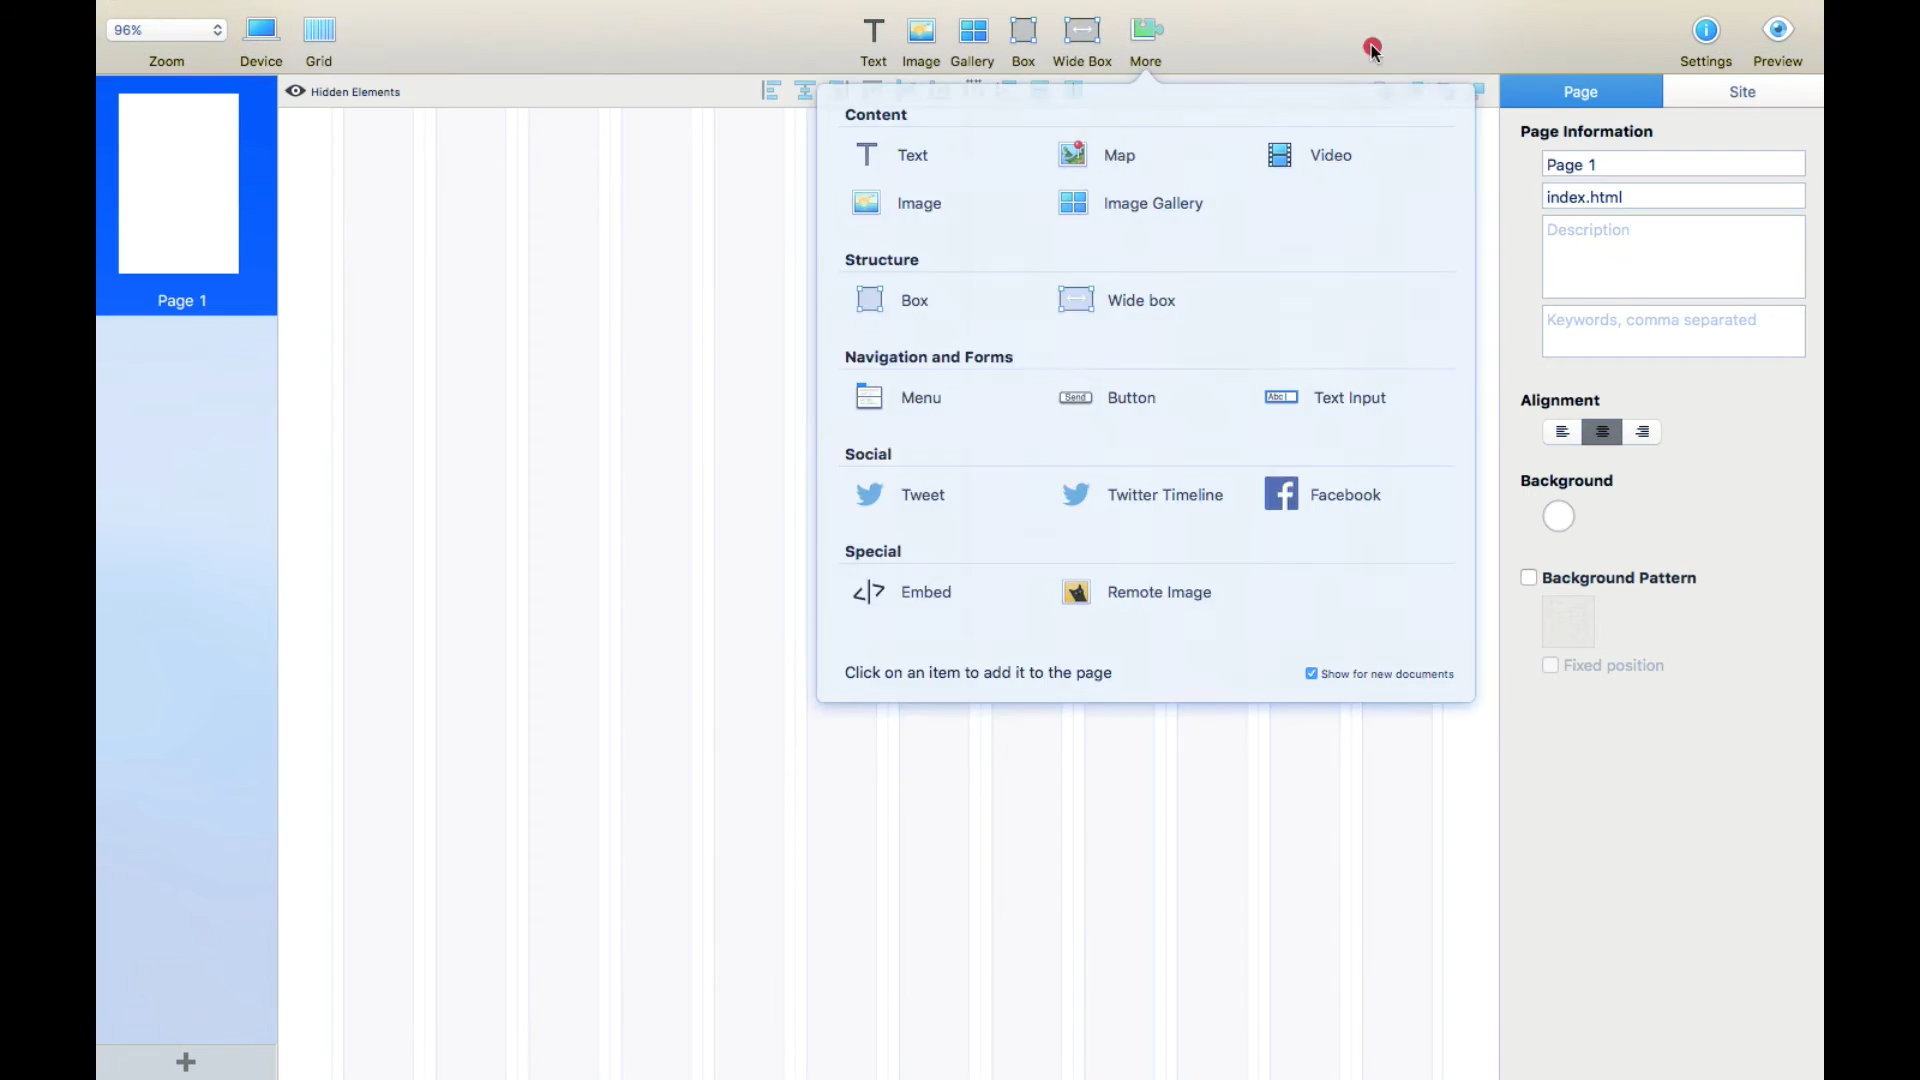 96%
Zoom
Device
Grid
Text
Image
Gallery
Box
Wide Box
More
Settings
Preview
Hidden Elements
Page
Site
Page 1
Content
Text
Map
Video
Image
Image Gallery
Structure
Box
Wide box
Navigation and Forms
Menu
Send
Button
Abc
Text Input
Social
Tweet
Twitter Timeline
Facebook
Special
Embed
Remote Image
Click on an item to add it to the page
Show for new documents
Page Information
Page 1
index.html
Description
Keywords, comma separated
Alignment
Background
Background Pattern
Fixed position